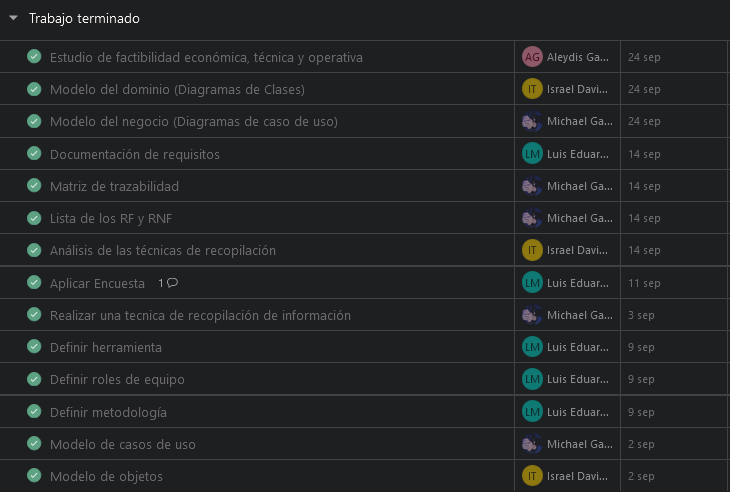 Trabajo terminado
Estudio de factibilidad económica, técnica y operativa AG Aleydis Ga... 24 sep
Modelo del dominio (Diagramas de Clases) IT Israel Davi... 24 sep
Modelo del negocio (Diagramas de caso de uso) Michael Ga... 24 sep
Documentación de requisitos LM Luis Eduar... 14 sep
Matriz de trazabilidad Michael Ga... 14 sep
Lista de los RF y RNF Michael Ga... 14 sep
Análisis de las técnicas de recopilación IT Israel Davi... 14 sep
Aplicar Encuesta 1 LM Luis Eduar... 11 sep
Realizar una tecnica de recopilación de información Michael Ga... 3 sep
Definir herramienta LM Luis Eduar... 9 sep
Definir roles de equipo LM Luis Eduar... 9 sep
Definir metodología LM Luis Eduar... 9 sep
Modelo de casos de uso Michael Ga... 2 sep
Modelo de objetos IT Israel Davi... 2 sep